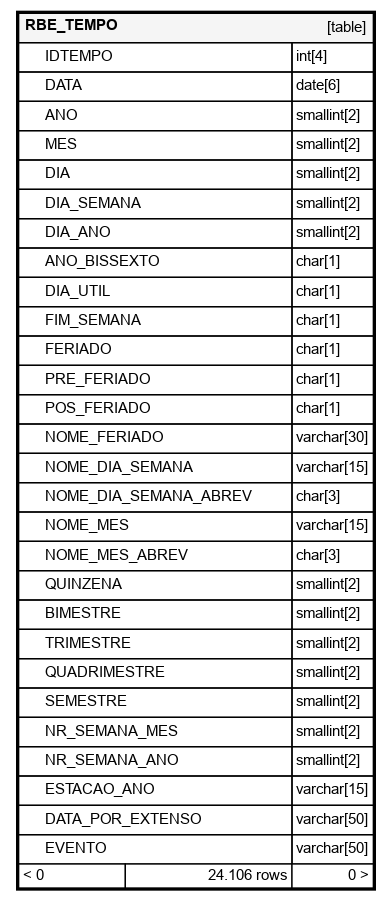 RBE_TEMPO [table]
IDTEMPO int[4]
DATA date[6]
ANO smallint[2]
MES smallint[2]
DIA smallint[2]
DIA_SEMANA smallint[2]
DIA_ANO smallint[2]
ANO_BISSEXTO char[1]
DIA_UTIL char[1]
FIM_SEMANA char[1]
FERIADO char[1]
PRE_FERIADO char[1]
POS_FERIADO char[1]
NOME_FERIADO varchar[30]
NOME_DIA_SEMANA varchar[15]
NOME_DIA_SEMANA_ABREV char[3]
NOME_MES varchar[15]
NOME_MES_ABREV char[3]
QUINZENA smallint[2]
BIMESTRE smallint[2]
TRIMESTRE smallint[2]
QUADRIMESTRE smallint[2]
SEMESTRE smallint[2]
NR_SEMANA_MES smallint[2]
NR_SEMANA_ANO smallint[2]
ESTACAO_ANO varchar[15]
DATA_POR_EXTENSO varchar[50]
EVENTO varchar[50]
< 0 24.106 rows 0 >